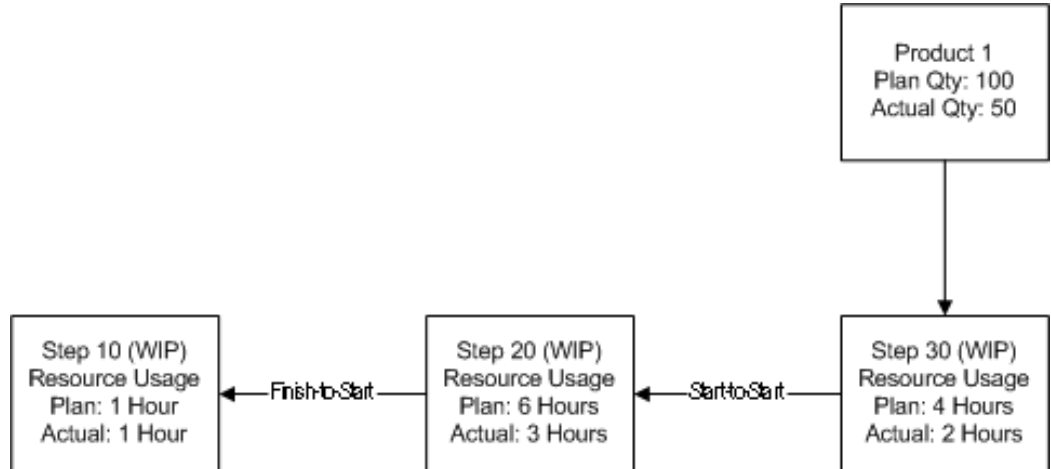 Product 1
Plan Qty: 100
Actual Qty: 50
Step 10 (WIP)
Resource Usage
Plan: 1 Hour
Actual: 1 Hour
Finish-to-Start
Step 20 (WIP)
Resource Usage
Plan: 6 Hours
Actual: 3 Hours
Start-to-Start
Step 30 (WIP)
Resource Usage
Plan: 4 Hours
Actual: 2 Hours